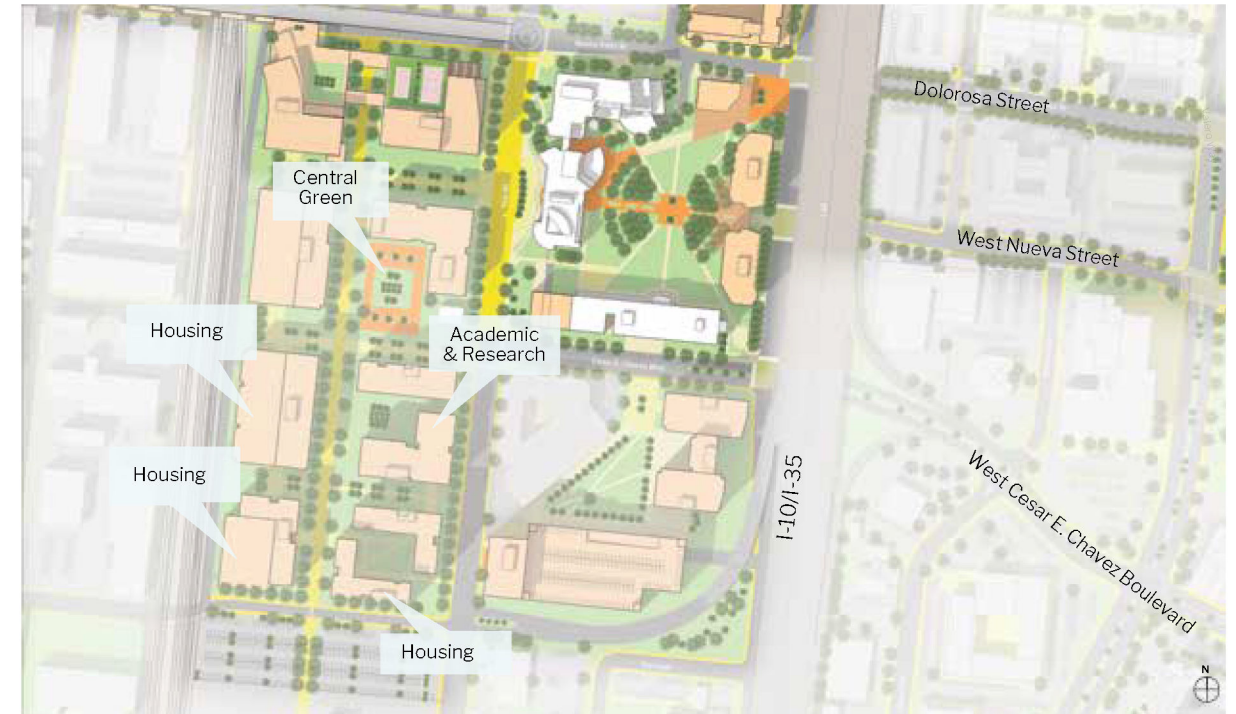 Dolorosa Street
Central
Green
West Nueva Street
Housing
Academic
& Research
Housing
I-10/I-35
West Cesar E. Chavez Boulevard
Housing
N